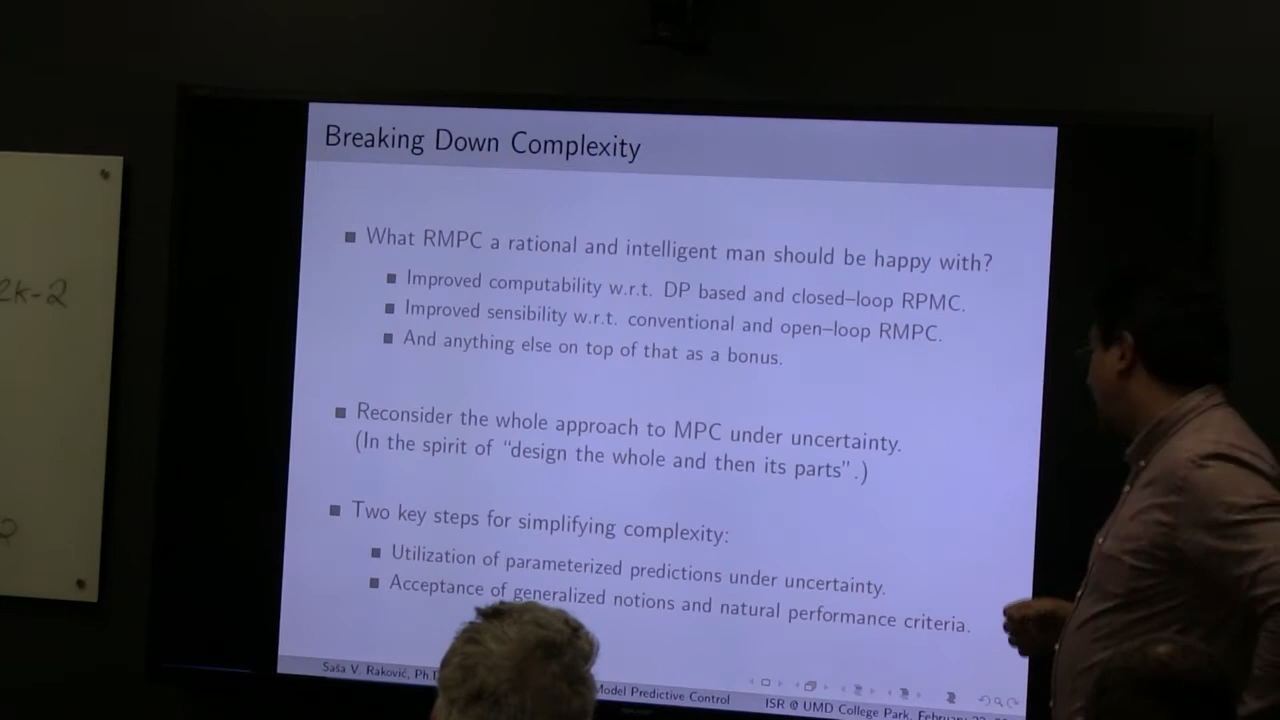 Breaking Down Complexity
What RMPC a rational and intelligent man should be happy with?
Improved computability w.r.t. DP based and closed–loop RPMC.
Improved sensibility w.r.t. conventional and open–loop RMPC.
And anything else on top of that as a bonus.
Reconsider the whole approach to MPC under uncertainty.
(In the spirit of “design the whole and then its parts”.)
Two key steps for simplifying complexity:
Utilization of parameterized predictions under uncertainty.
Acceptance of generalized notions and natural performance criteria.
Saša V. Raković, Model Predictive Control ISR @ UMD College Park, February
2k-2
2